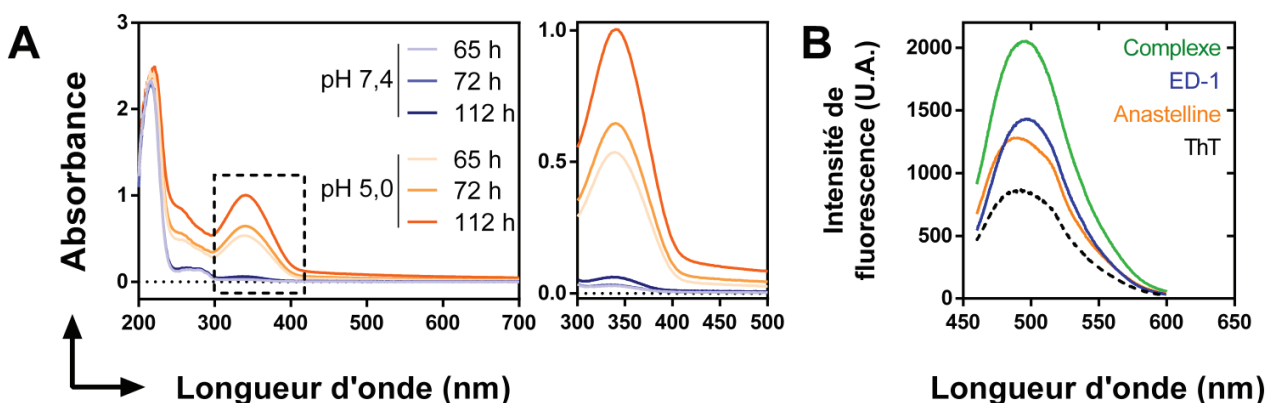 A
Absorbance
3
2
1
0
200 300 400 500 600 700
pH 7,4
65 h
72 h
112 h
pH 5,0
65 h
72 h
112 h
1.0
0.5
0.0
300 350 400 450 500
Longueur d'onde (nm)
B
Intensité de
fluorescence (U.A.)
2000
1500
1000
500
0
450 500 550 600 650
Complexe
ED-1
Anastelline
ThT
Longueur d'onde (nm)